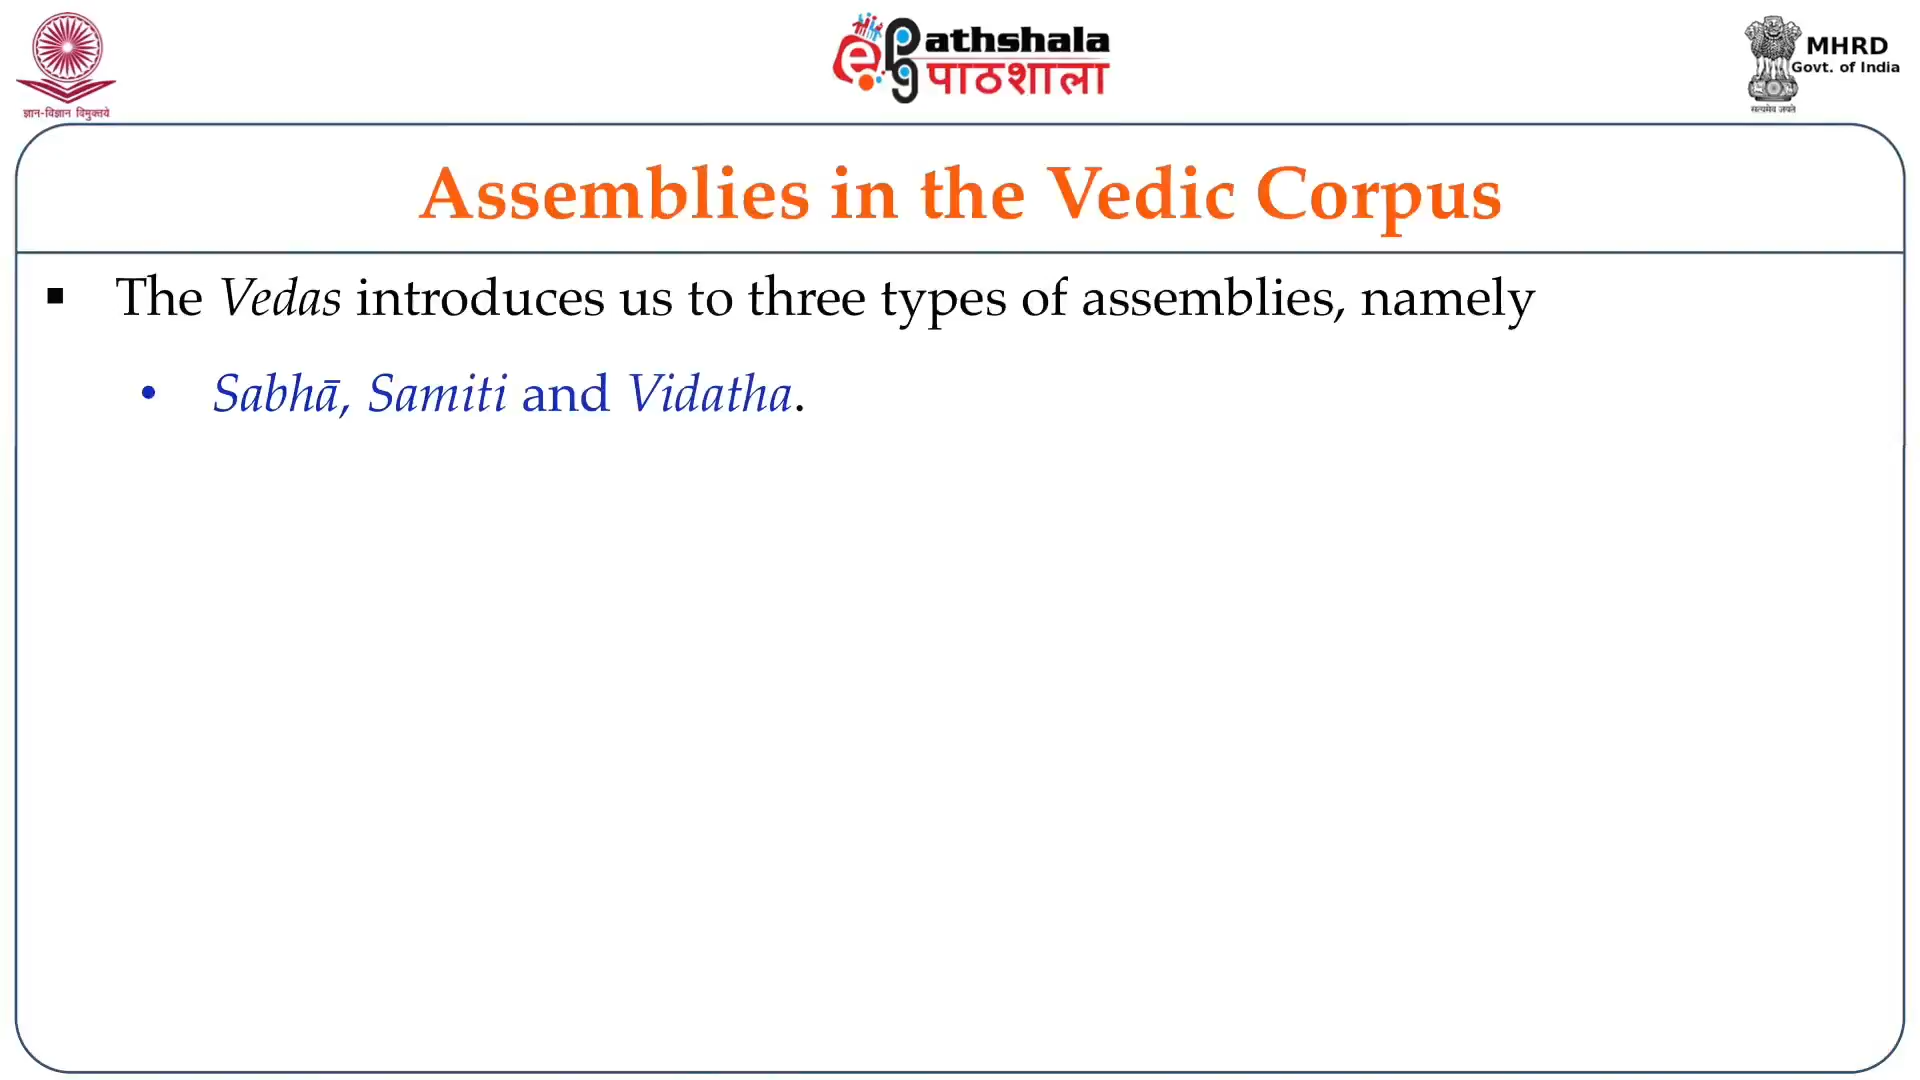 ज्ञान-विज्ञान विमुक्तये
ePathshala
पाठशाला
MHRD
Govt. of India
सत्यमेव जयते
Assemblies in the Vedic Corpus
▪ The Vedas introduces us to three types of assemblies, namely
• Sabhā, Samiti and Vidatha.